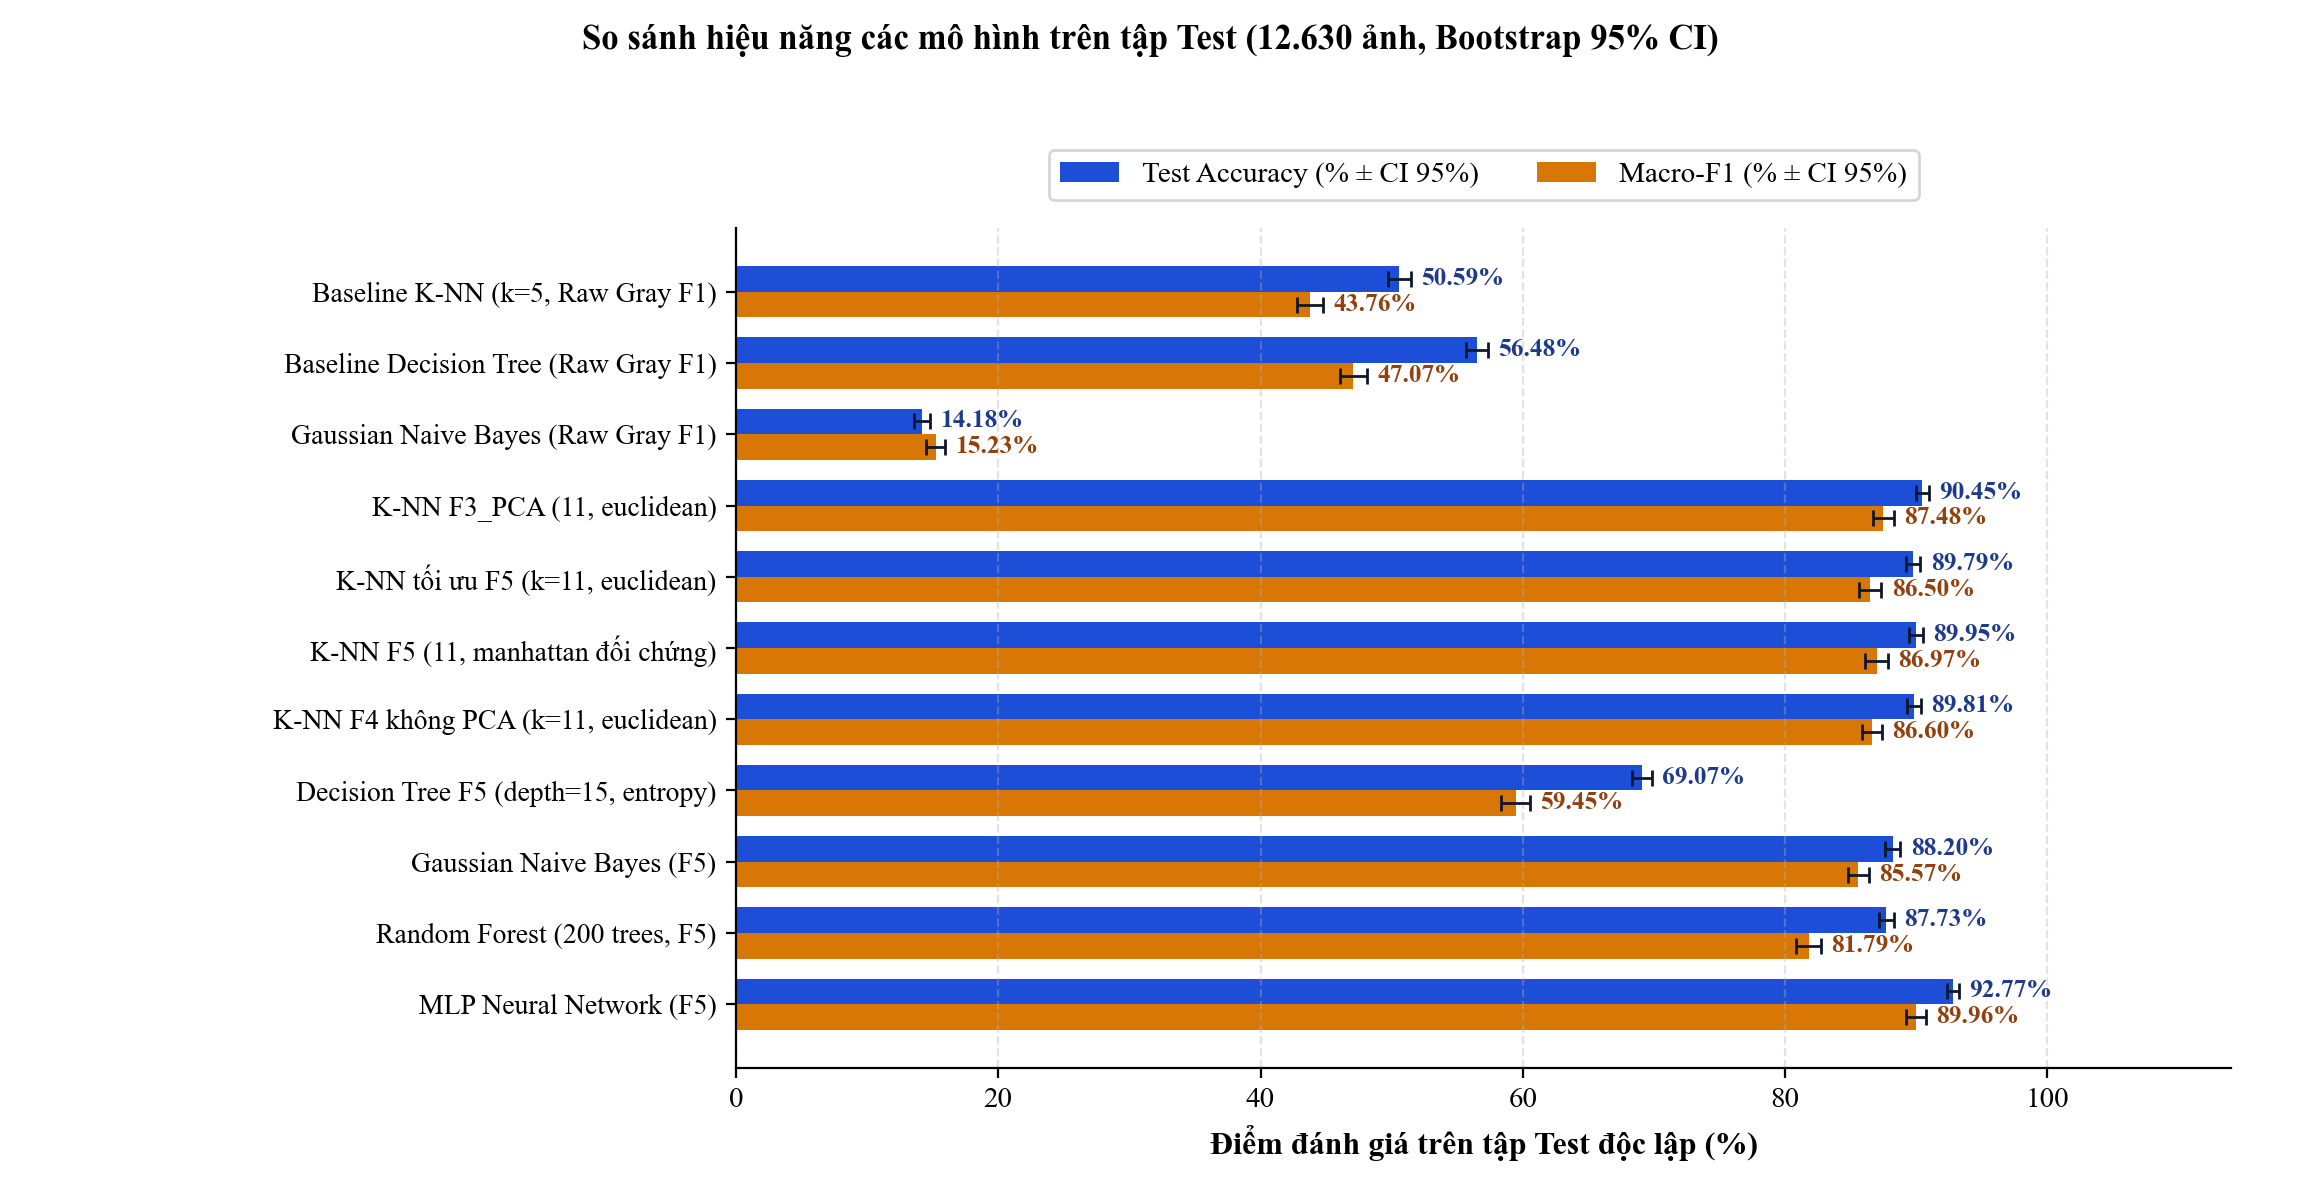 So sánh hiệu năng các mô hình trên tập Test (12.630 ảnh, Bootstrap 95% CI)
Test Accuracy (% ± CI 95%)
Macro-F1 (% ± CI 95%)
Baseline K-NN (k=5, Raw Gray F1)
50.59%
43.76%
Baseline Decision Tree (Raw Gray F1)
56.48%
47.07%
Gaussian Naive Bayes (Raw Gray F1)
14.18%
15.23%
K-NN F3_PCA (11, euclidean)
90.45%
87.48%
K-NN tối ưu F5 (k=11, euclidean)
89.79%
86.50%
K-NN F5 (11, manhattan đối chứng)
89.95%
86.97%
K-NN F4 không PCA (k=11, euclidean)
89.81%
86.60%
Decision Tree F5 (depth=15, entropy)
69.07%
59.45%
Gaussian Naive Bayes (F5)
88.20%
85.57%
Random Forest (200 trees, F5)
87.73%
81.79%
MLP Neural Network (F5)
92.77%
89.96%
0 20 40 60 80 100
Điểm đánh giá trên tập Test độc lập (%)